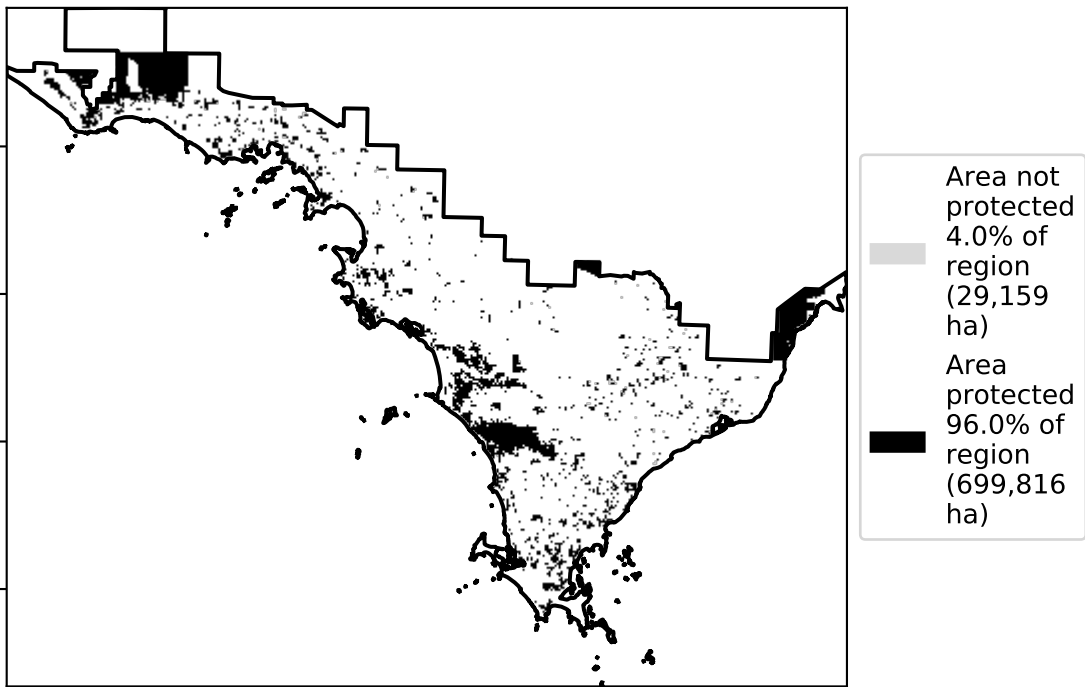 Area not
protected
4.0% of
region
(29,159
ha)
Area
protected
96.0% of
region
(699,816
ha)